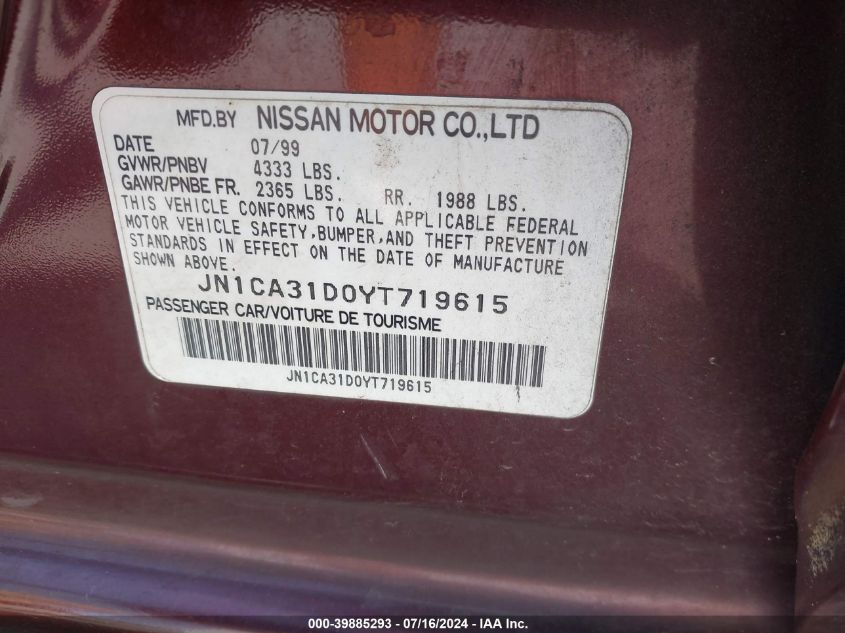 MFD.BY NISSAN MOTOR CO.,LTD
DATE 07/99
GVWR/PNBV 4333 LBS.
GAWR/PNBE FR. 2365 LBS. RR. 1988 LBS.
THIS VEHICLE CONFORMS TO ALL APPLICABLE FEDERAL
MOTOR VEHICLE SAFETY,BUMPER,AND THEFT PREVENTION
STANDARDS IN EFFECT ON THE DATE OF MANUFACTURE
SHOWN ABOVE.
JN1CA31D0YT719615
PASSENGER CAR/VOITURE DE TOURISME
JN1CA31D0YT719615
000-39885293 - 07/16/2024 - IAA Inc.